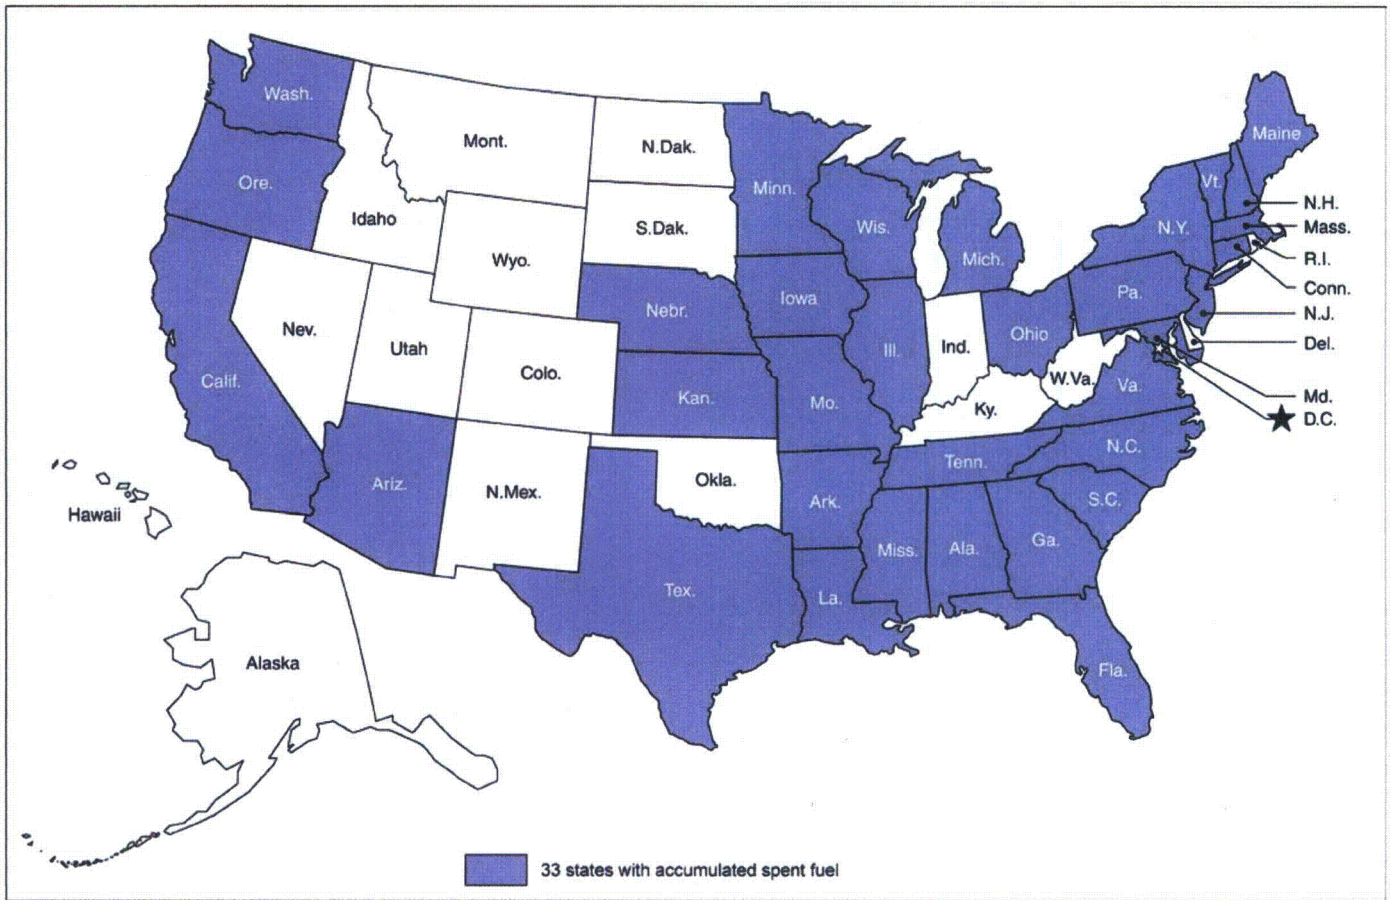 Wash.
Maine
Mont.
N.Dak.
Ore.
Minn.
Vt.
Idaho
N.H.
S.Dak.
Wis.
N.Y.
Mass.
Wyo.
Mich.
R.I.
Conn.
Pa.
Iowa
Nebr.
N.J.
Nev.
Ohio
Utah
Ill.
Ind.
Del.
Colo.
W.Va.
Calif.
Va.
Kan.
Mo.
Md.
Ky.
D.C.
N.C.
Tenn.
Okla.
Ariz.
N.Mex.
Ark.
S.C.
Hawaii
Ga.
Miss.
Ala.
Tex.
La.
Alaska
Fla.
33 states with accumulated spent fuel